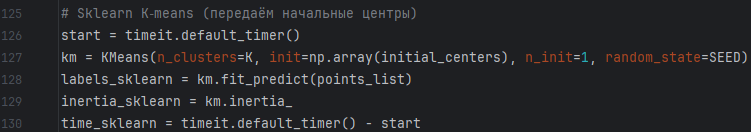 125 # Sklearn K-means (передаём начальные центры)
126 start = timeit.default_timer()
127 km = KMeans(n_clusters=K, init=np.array(initial_centers), n_init=1, random_state=SEED)
128 labels_sklearn = km.fit_predict(points_list)
129 inertia_sklearn = km.inertia_
130 time_sklearn = timeit.default_timer() - start